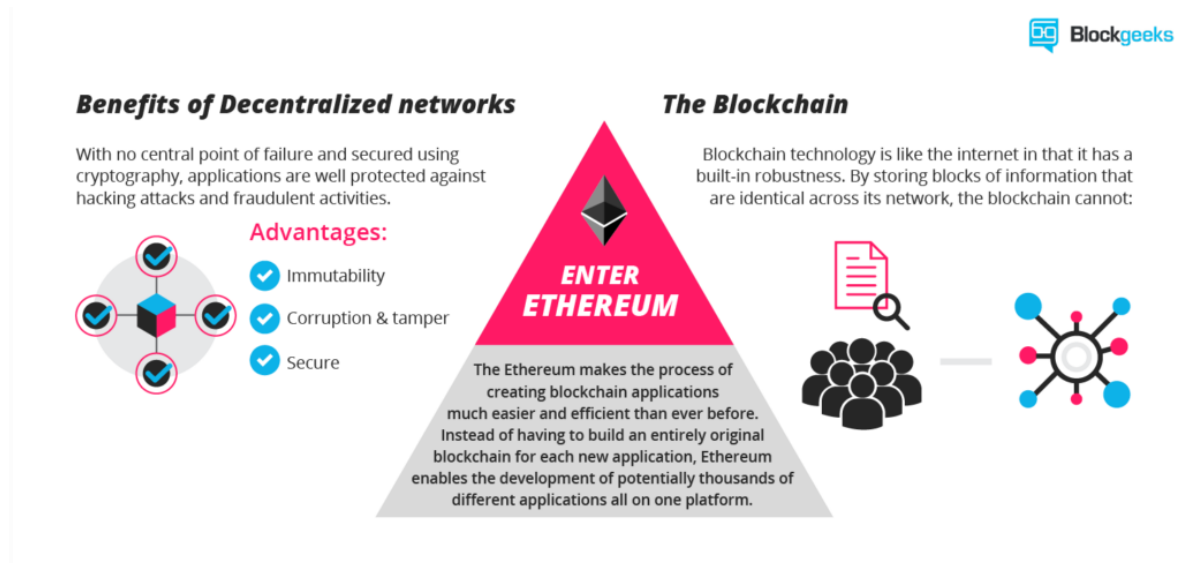 Blockgeeks
Benefits of Decentralized networks
With no central point of failure and secured using
cryptography, applications are well protected against
hacking attacks and fraudulent activities.
Advantages:
Immutability
Corruption & tamper
Secure
ENTER
ETHEREUM
The Ethereum makes the process of
creating blockchain applications
much easier and efficient than ever before.
Instead of having to build an entirely original
blockchain for each new application, Ethereum
enables the development of potentially thousands of
different applications all on one platform.
The Blockchain
Blockchain technology is like the internet in that it has a
built-in robustness. By storing blocks of information that
are identical across its network, the blockchain cannot: